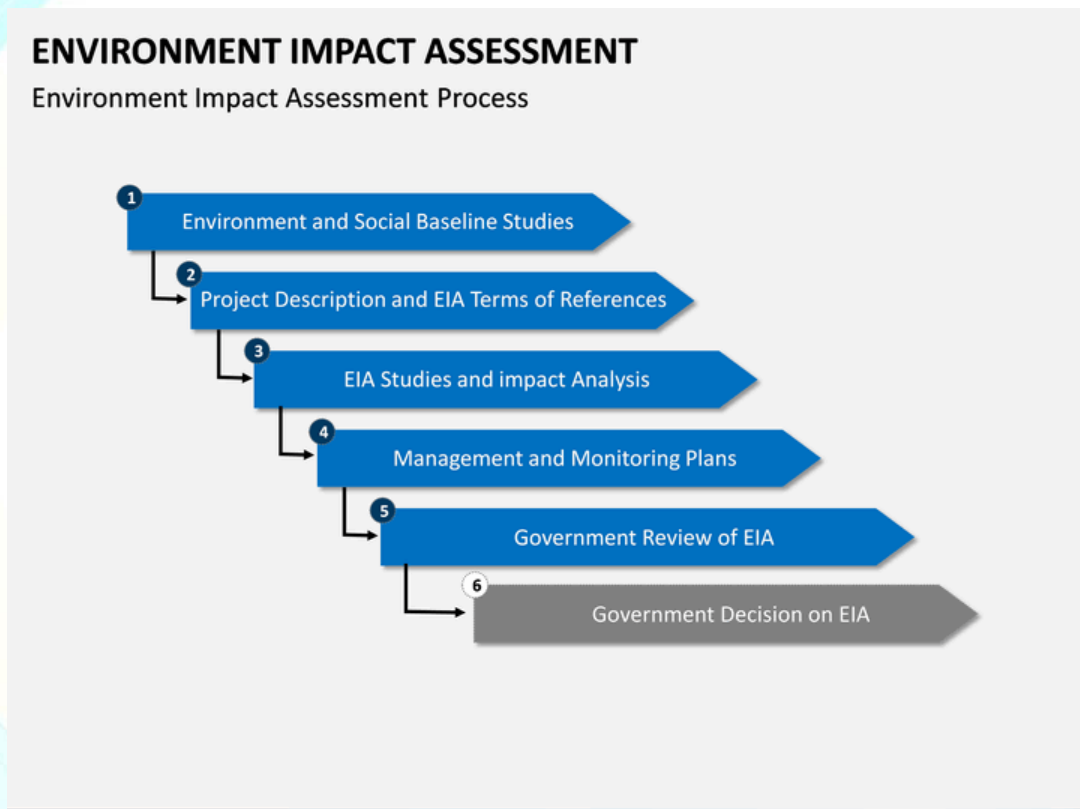 ENVIRONMENT IMPACT ASSESSMENT
Environment Impact Assessment Process
1
Environment and Social Baseline Studies
2
Project Description and EIA Terms of References
3
EIA Studies and impact Analysis
4
Management and Monitoring Plans
5
Government Review of EIA
6
Government Decision on EIA